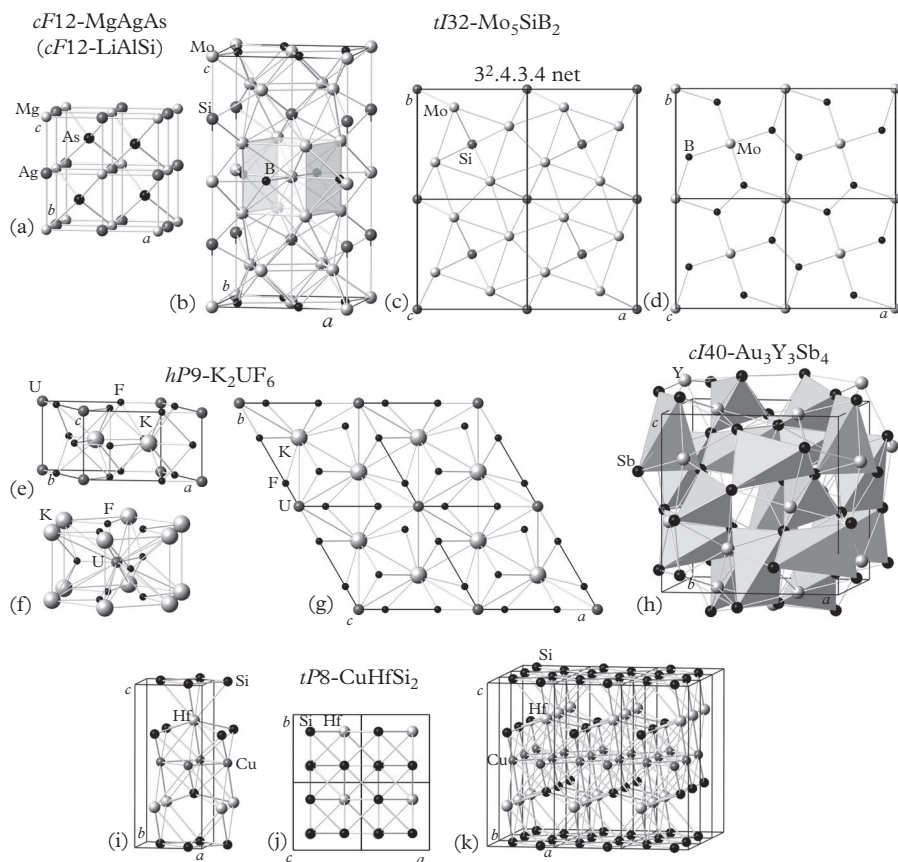 cF12-MgAgAs
(cF12-LiAlSi)
Mg
c
As
Ag
b
a
(a)
Mo
c
Si
B
b
a
(b)
tI32-Mo₅SiB₂
3².4.3.4 net
b
Mo
Si
c
a
(c)
b
B
Mo
c
a
(d)
hP9-K₂UF₆
U
F
c
K
b
a
(e)
K
F
U
(f)
b
K
F
U
c
a
(g)
cI40-Au₃Y₃Sb₄
Y
c
Sb
b
a
(h)
tP8-CuHfSi₂
c
Si
Hf
Cu
b
a
(i)
b
Si Hf
c
a
(j)
Si
c
Hf
Cu
b
a
(k)